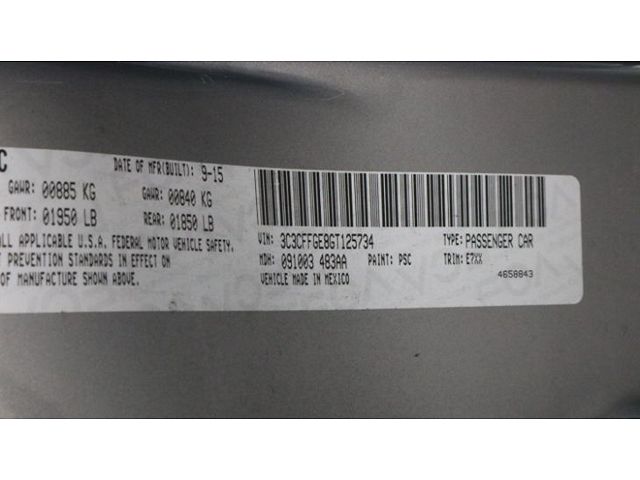 C DATE OF MFR(BUILT): 9-15
GAWR: 00885 KG GAWR: 00840 KG
FRONT: 01950 LB REAR: 01850 LB
ALL APPLICABLE U.S.A. FEDERAL MOTOR VEHICLE SAFETY,
T PREVENTION STANDARDS IN EFFECT ON
OF MANUFACTURE SHOWN ABOVE.
VIN: 3C3CFFGE8GT125734 TYPE: PASSENGER CAR
MDH: 091003 483AA PAINT: PSC TRIM: E7XX
VEHICLE MADE IN MEXICO 4658843